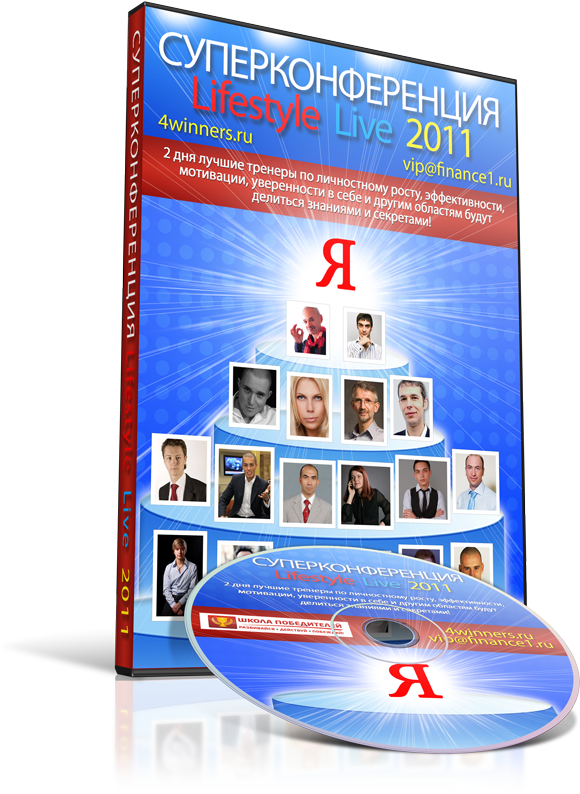 СУПЕРКОНФЕРЕНЦИЯ Lifestyle Live 2011
СУПЕРКОНФЕРЕНЦИЯ
Lifestyle Live 2011
4winners.ru
vip@finance1.ru
2 дня лучшие тренеры по личностному росту, эффективности,
мотивации, уверенности в себе и другим областям будут
делиться знаниями и секретами!
Я
СУПЕРКОНФЕРЕНЦИЯ
Lifestyle Live 2011
2 дня лучшие тренеры по личностному росту, эффективности,
мотивации, уверенности в себе и другим областям будут
делиться знаниями и секретами!
ШКОЛА ПОБЕДИТЕЛЕЙ
РАЗВИВАЙСЯ • ДЕЙСТВУЙ • ПОБЕЖДАЙ!
4winners.ru
vip@finance1.ru
Я